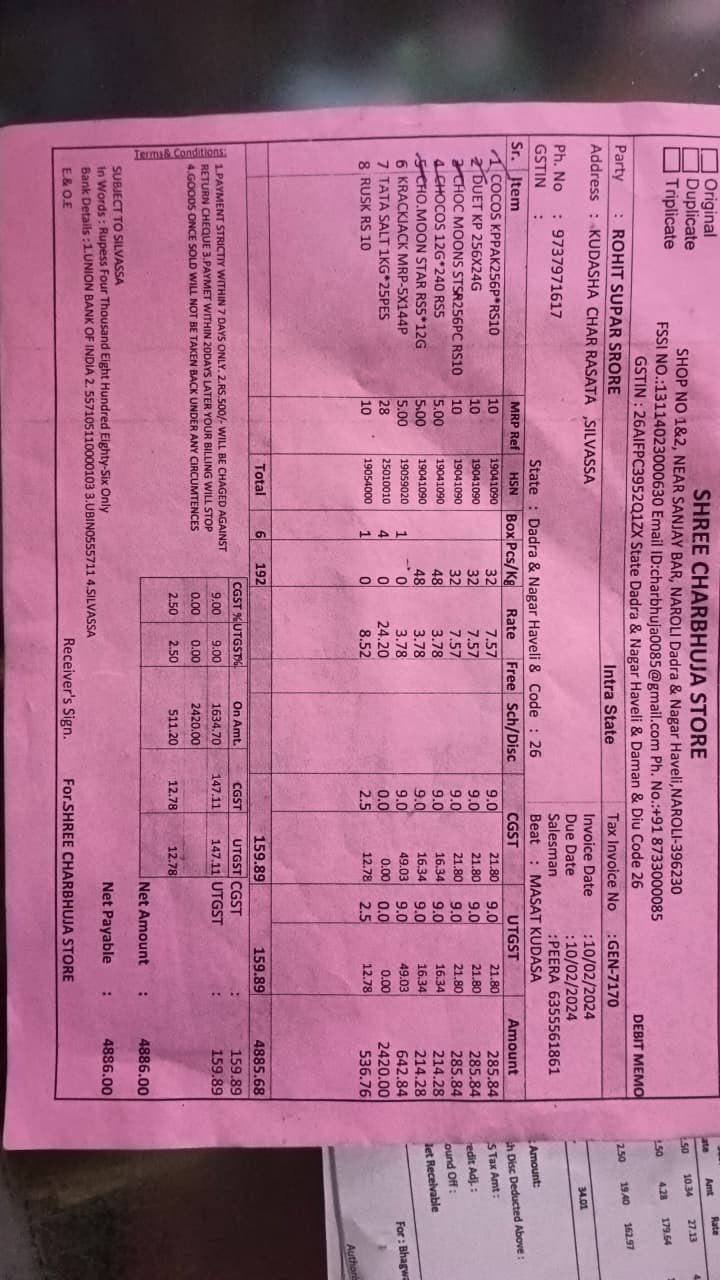 Original
Duplicate
Triplicate
SHREE CHARBHUJA STORE
SHOP NO 1&2, NEAR SANJAY BAR, NAROLI Dadra & Nagar Haveli,NAROLI-396230
FSSI NO.:13114023000630 Email ID:charbhuja0085@gmail.com Ph. No.:+91 8733000085
GSTIN : 26AIFPC3952Q1ZX State Dadra & Nagar Haveli & Daman & Diu Code 26
DEBIT MEMO
Party : ROHIT SUPAR SRORE Intra State Tax Invoice No :GEN-7170
Address : KUDASHA CHAR RASATA ,SILVASSA
Invoice Date :10/02/2024
Due Date :10/02/2024
Ph. No : 9737971617 Salesman :PEERA 6355561861
GSTIN : State : Dadra & Nagar Haveli & Code : 26 Beat : MASAT KUDASA
Sr. Item MRP Ref HSN Box Pcs/Kg Rate Free Sch/Disc CGST UTGST Amount
1 COCOS KPPAK256P*RS10 10 19041090 32 7.57 9.0 21.80 9.0 21.80 285.84
2 DUET KP 256X24G 10 19041090 32 7.57 9.0 21.80 9.0 21.80 285.84
3 CHOC MOONS STSR256PC RS10 10 19041090 32 7.57 9.0 21.80 9.0 21.80 285.84
4 CHOCOS 12G*240 RS5 5.00 19041090 48 3.78 9.0 16.34 9.0 16.34 214.28
5 CHO.MOON STAR RS5*12G 5.00 19041090 48 3.78 9.0 16.34 9.0 16.34 214.28
6 KRACKJACK MRP-5X144P 5.00 19059020 1 0 3.78 9.0 49.03 9.0 49.03 642.84
7 TATA SALT 1KG*25PES 28 25010010 4 0 24.20 0.0 0.00 0.0 0.00 2420.00
8 RUSK RS 10 10 19054000 1 0 8.52 2.5 12.78 2.5 12.78 536.76
Total 6 192 159.89 159.89 4885.68
CGST % UTGST% On Amt. CGST UTGST
9.00 9.00 1634.70 147.11 147.11
0.00 0.00 2420.00
2.50 2.50 511.20 12.78 12.78
CGST : 159.89
UTGST : 159.89
Terms& Conditions:
1.PAYMENT STRICTIY WITHIN 7 DAYS ONLY. 2.RS.500/- WILL BE CHAGED AGAINST
RETURN CHEQUE 3.PAYMET WITHIN 20DAYS LATER YOUR BILLING WILL STOP
4.GOODS ONCE SOLD WILL NOT BE TAKEN BACK UNDER ANY CIRCUMTENCES
Net Amount : 4886.00
SUBJECT TO SILVASSA
In Words : Rupess Four Thousand Eight Hundred Eighty-Six Only
Net Payable : 4886.00
Bank Details : 1.UNION BANK OF INDIA 2. 557105110000103 3.UBIN0555711 4.SILVASSA
E.& O.E Receiver's Sign. For.SHREE CHARBHUJA STORE
Amt Rate
.50 10.34 27.13
.50 4.28 179.64
2.50 19.40 162.97
34.01
Amount:
Disc Deducted Above :
Tax Amt :
Adj. :
Off :
Receivable
For :